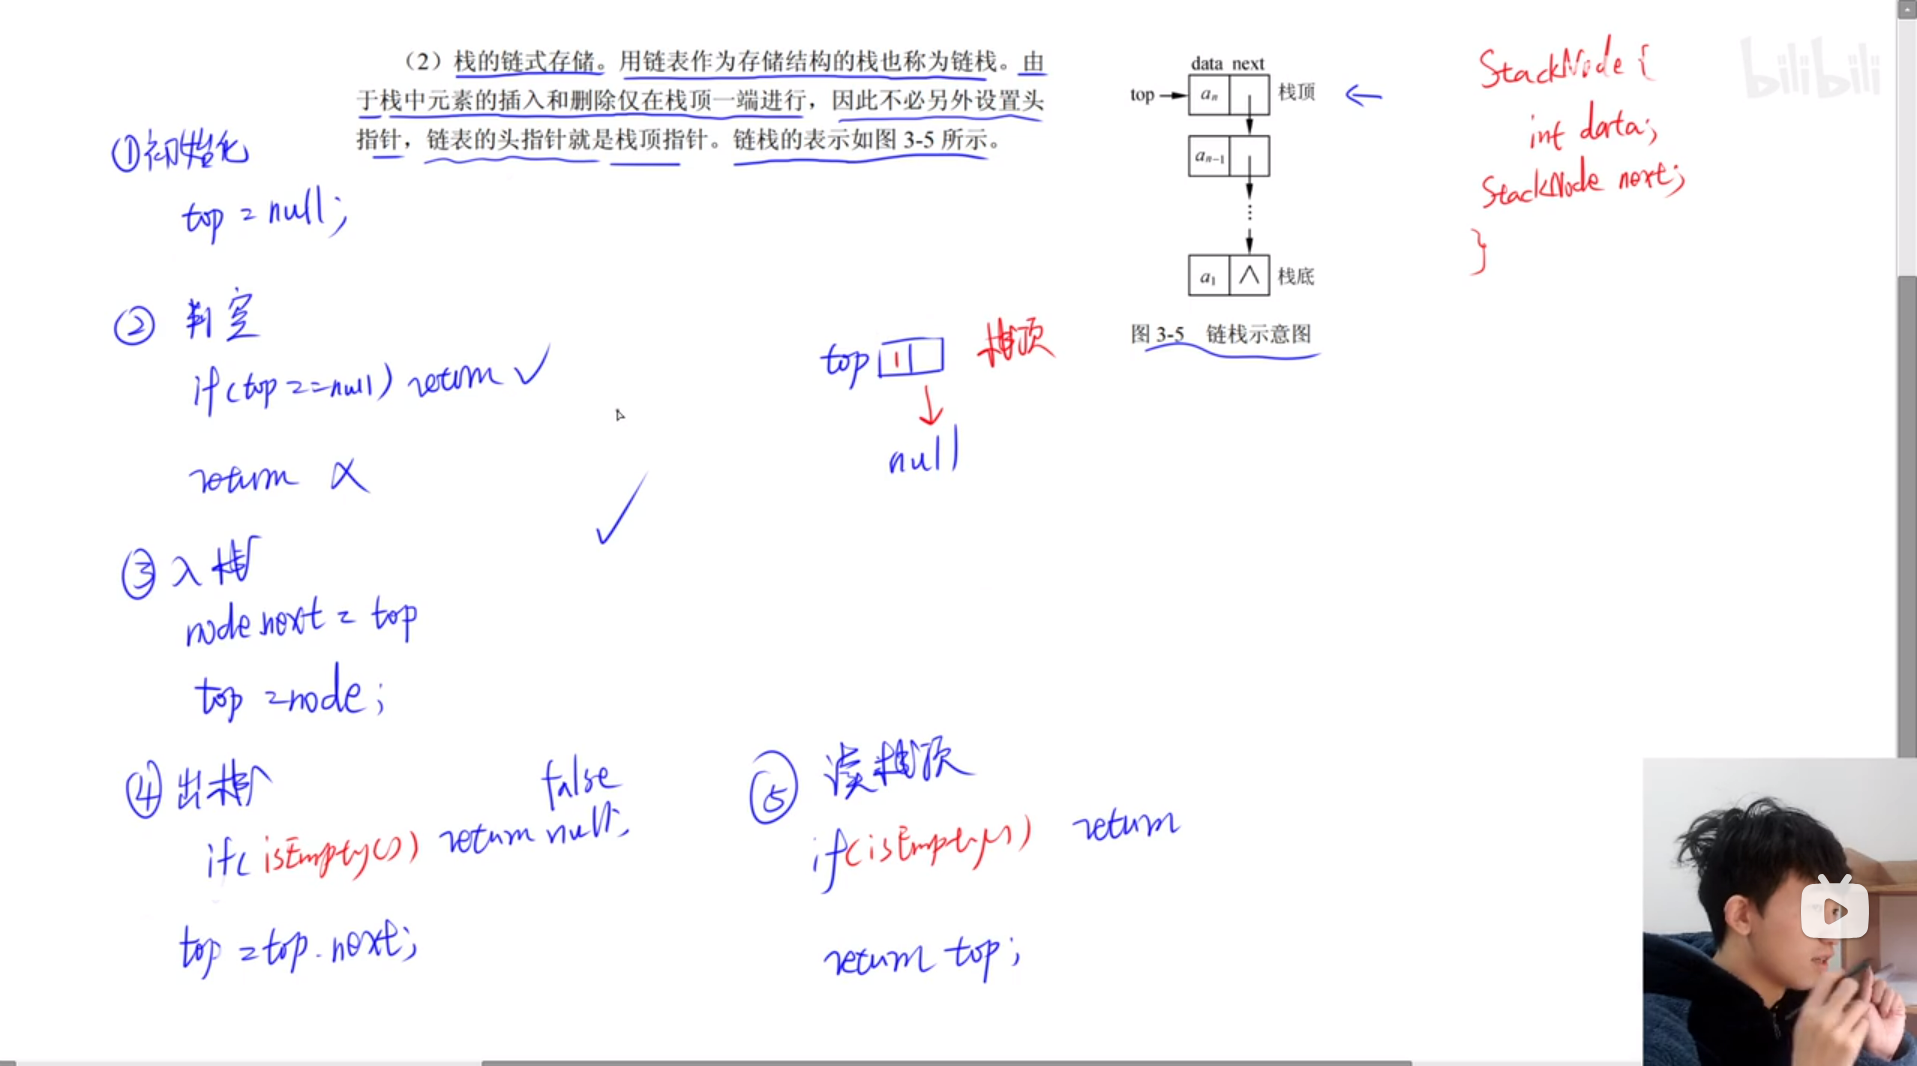 (2)栈的链式存储。用链表作为存储结构的栈也称为链栈。由
于栈中元素的插入和删除仅在栈顶一端进行，因此不必另外设置头
指针，链表的头指针就是栈顶指针。链栈的表示如图 3-5 所示。
data next
top aₙ 栈顶
aₙ₋₁
⋮
a₁ ∧ 栈底
图 3-5 链栈示意图
StackNode {
int data;
StackNode next;
}
bilibili
①初始化
top = null;
② 判空
if(top == null) return ✓
return ×
✓
top 1 栈顶
↓
null
③ 入栈
node.next = top
top = node;
④ 出栈
false
if(isEmpty()) return null;
top = top.next;
⑤ 读栈顶
if(isEmpty()) return
return top;